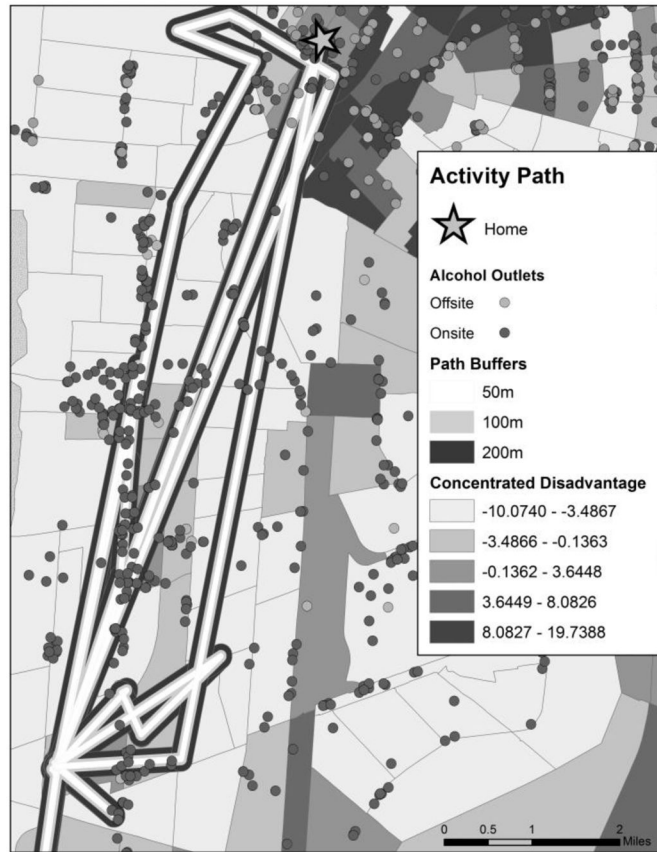 Activity Path
Home
Alcohol Outlets
Offsite
Onsite
Path Buffers
50m
100m
200m
Concentrated Disadvantage
-10.0740 - -3.4867
-3.4866 - -0.1363
-0.1362 - 3.6448
3.6449 - 8.0826
8.0827 - 19.7388
0 0.5 1 2
Miles